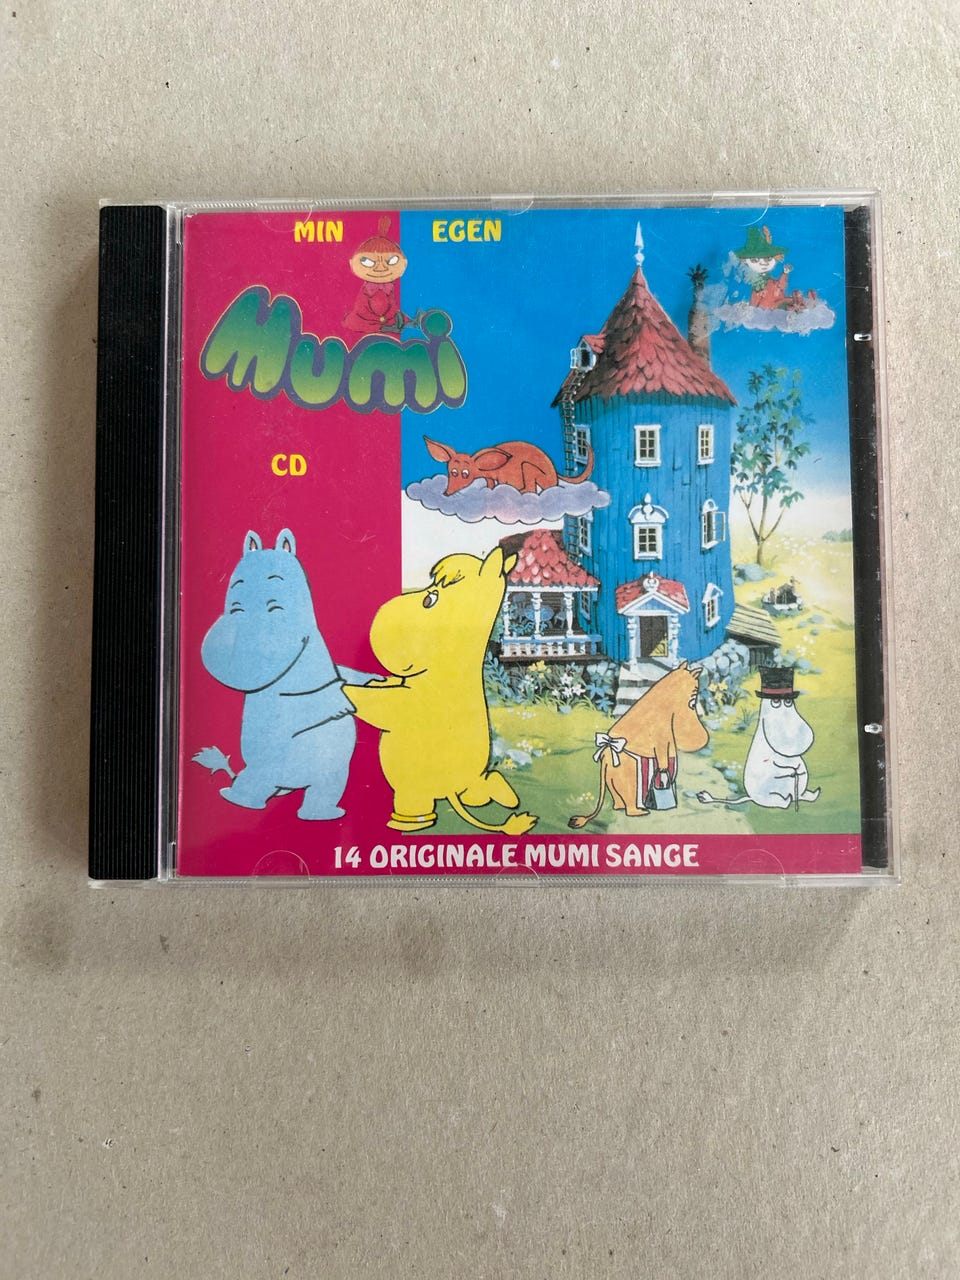 MIN EGEN
Mumi
CD
14 ORIGINALE MUMI SANGE